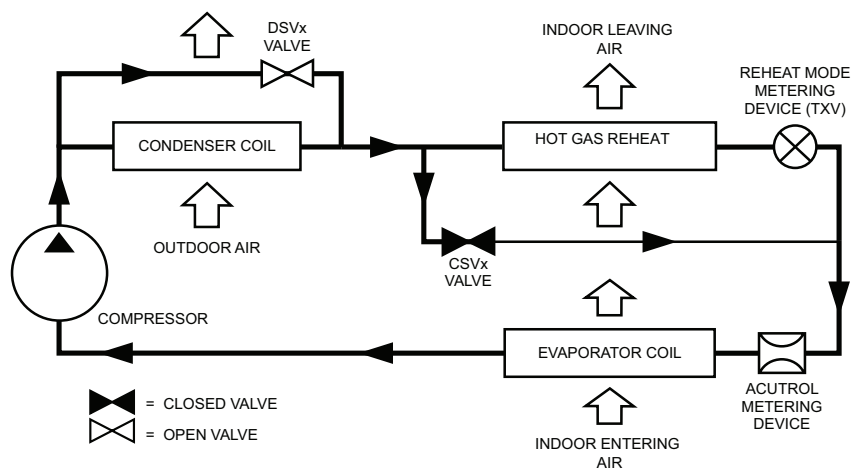 DSVx
VALVE
INDOOR LEAVING
AIR
REHEAT MODE
METERING
DEVICE (TXV)
CONDENSER COIL
HOT GAS REHEAT
OUTDOOR AIR
CSVx
VALVE
COMPRESSOR
EVAPORATOR COIL
ACUTROL
METERING
DEVICE
= CLOSED VALVE
= OPEN VALVE
INDOOR ENTERING
AIR